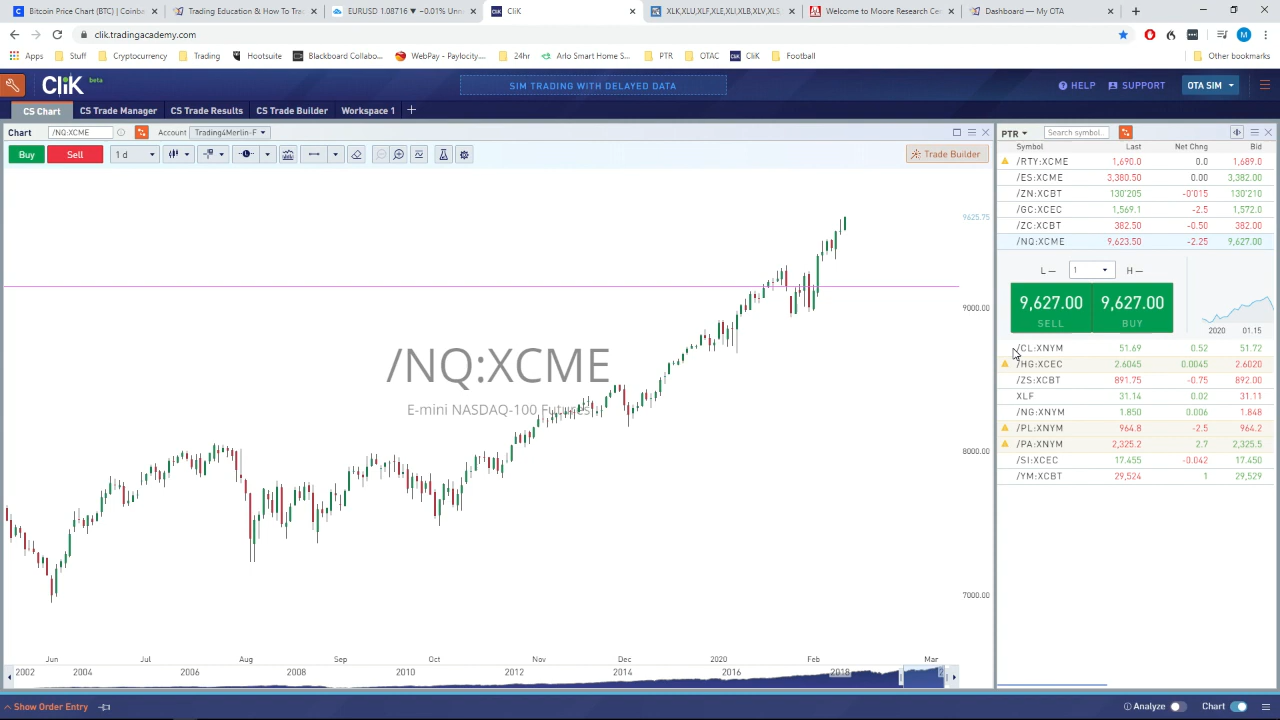 Bitcoin Price Chart (BTC) | Coinb
Trading Education & How To Tra
EURUSD 1.08716 ▼ −0.01% Unn
CliK
XLK,XLU,XLF,XLE,XLI,XLB,XLV,XLS
Welcome to Moore Research Cen
Dashboard — My OTA
clik.tradingacademy.com
Apps Stuff Cryptocurrency Trading Hootsuite Blackboard Collabo... WebPay - Paylocity... 24hr Arlo Smart Home S... PTR OTAC CliK Football Other bookmarks
CliK beta
SIM TRADING WITH DELAYED DATA
HELP SUPPORT OTA SIM
CS Chart CS Trade Manager CS Trade Results CS Trade Builder Workspace 1 +
Chart /NQ:XCME Account Trading4Merlin-F
Buy Sell 1 d Trade Builder
9625.75
9000.00
8000.00
7000.00
/NQ:XCME
E-mini NASDAQ-100 Futures
Jun Jul Aug Sep Oct Nov Dec 2020 Feb Mar
2002 2004 2006 2008 2010 2012 2014 2016 2018
PTR Search symbol...
Symbol Last Net Chng Bid
/RTY:XCME 1,690.0 0.0 1,689.0
/ES:XCME 3,380.50 0.00 3,382.00
/ZN:XCBT 130'205 -0'015 130'210
/GC:XCEC 1,569.1 -2.5 1,572.0
/ZC:XCBT 382.50 -0.50 382.00
/NQ:XCME 9,623.50 -2.25 9,627.00
L — 1 H —
9,627.00 9,627.00
SELL BUY
2020 01.15
/CL:XNYM 51.69 0.52 51.72
/HG:XCEC 2.6045 0.0045 2.6020
/ZS:XCBT 891.75 -0.75 892.00
XLF 31.14 0.02 31.11
/NG:XNYM 1.850 0.006 1.848
/PL:XNYM 964.8 -2.5 964.2
/PA:XNYM 2,325.2 2.7 2,325.5
/SI:XCEC 17.455 -0.042 17.450
/YM:XCBT 29,524 1 29,529
Show Order Entry
Analyze Chart